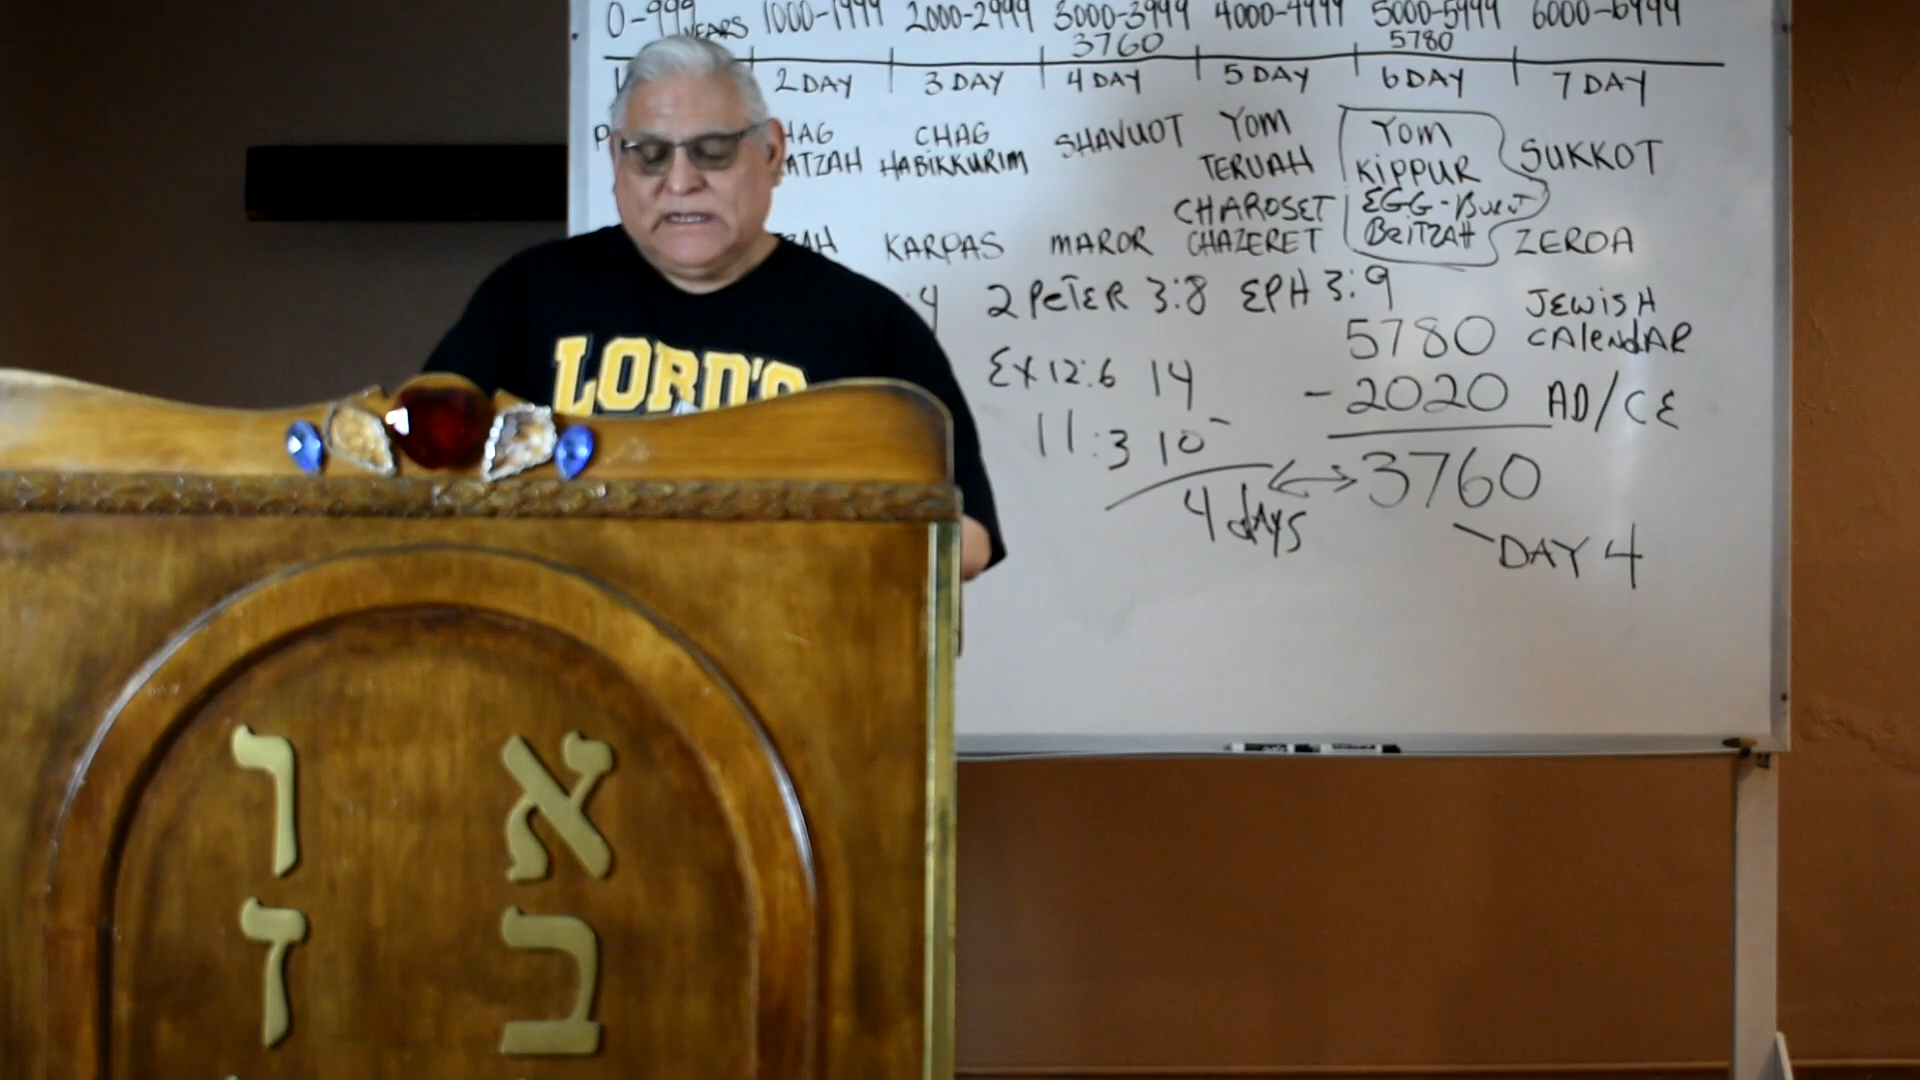 0-999 YEARS 1000-1999 2000-2999 3000-3999 4000-4999 5000-5999 6000-6999
3760 5780
2 DAY 3 DAY 4 DAY 5 DAY 6 DAY 7 DAY
CHAG SHAVUOT YOM YOM SUKKOT
HABIKKURIM TERUAH KIPPUR
CHAROSET EGG-BURNT
KARPAS MAROR CHAZERET BEITZAH ZEROA
:4 2 PETER 3:8 EPH 3:9
5780 JEWISH CALENDAR
EX 12:6 14
- 2020 AD/CE
11:3 10-
4 days 3760
DAY 4
LORD'S
ו א
ז ב